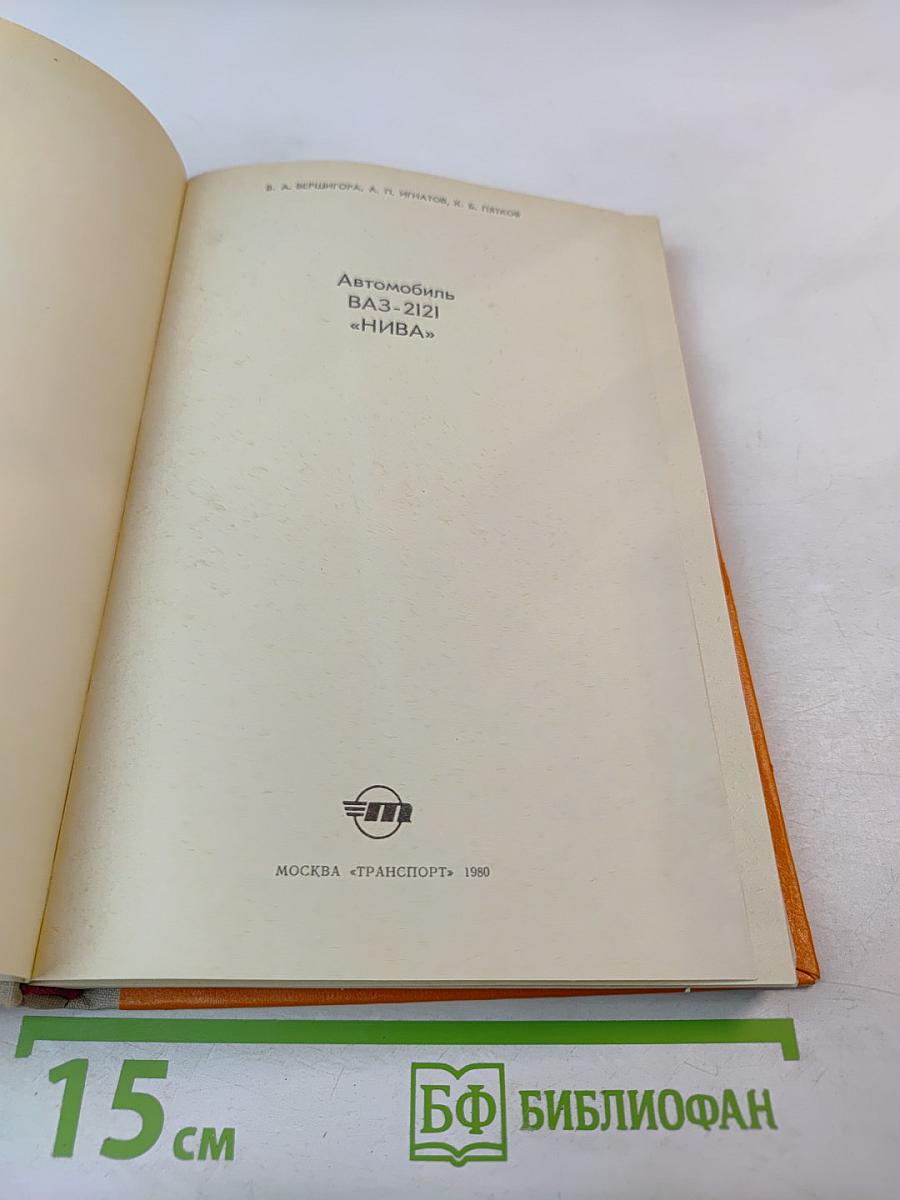 В. А. ВЕРШИГОРА, А. П. ИГНАТОВ, К. Б. ПЯТКОВ
Автомобиль
ВАЗ-2121
«НИВА»
т
МОСКВА «ТРАНСПОРТ» 1980
15 см
БФ БИБЛИОФАН